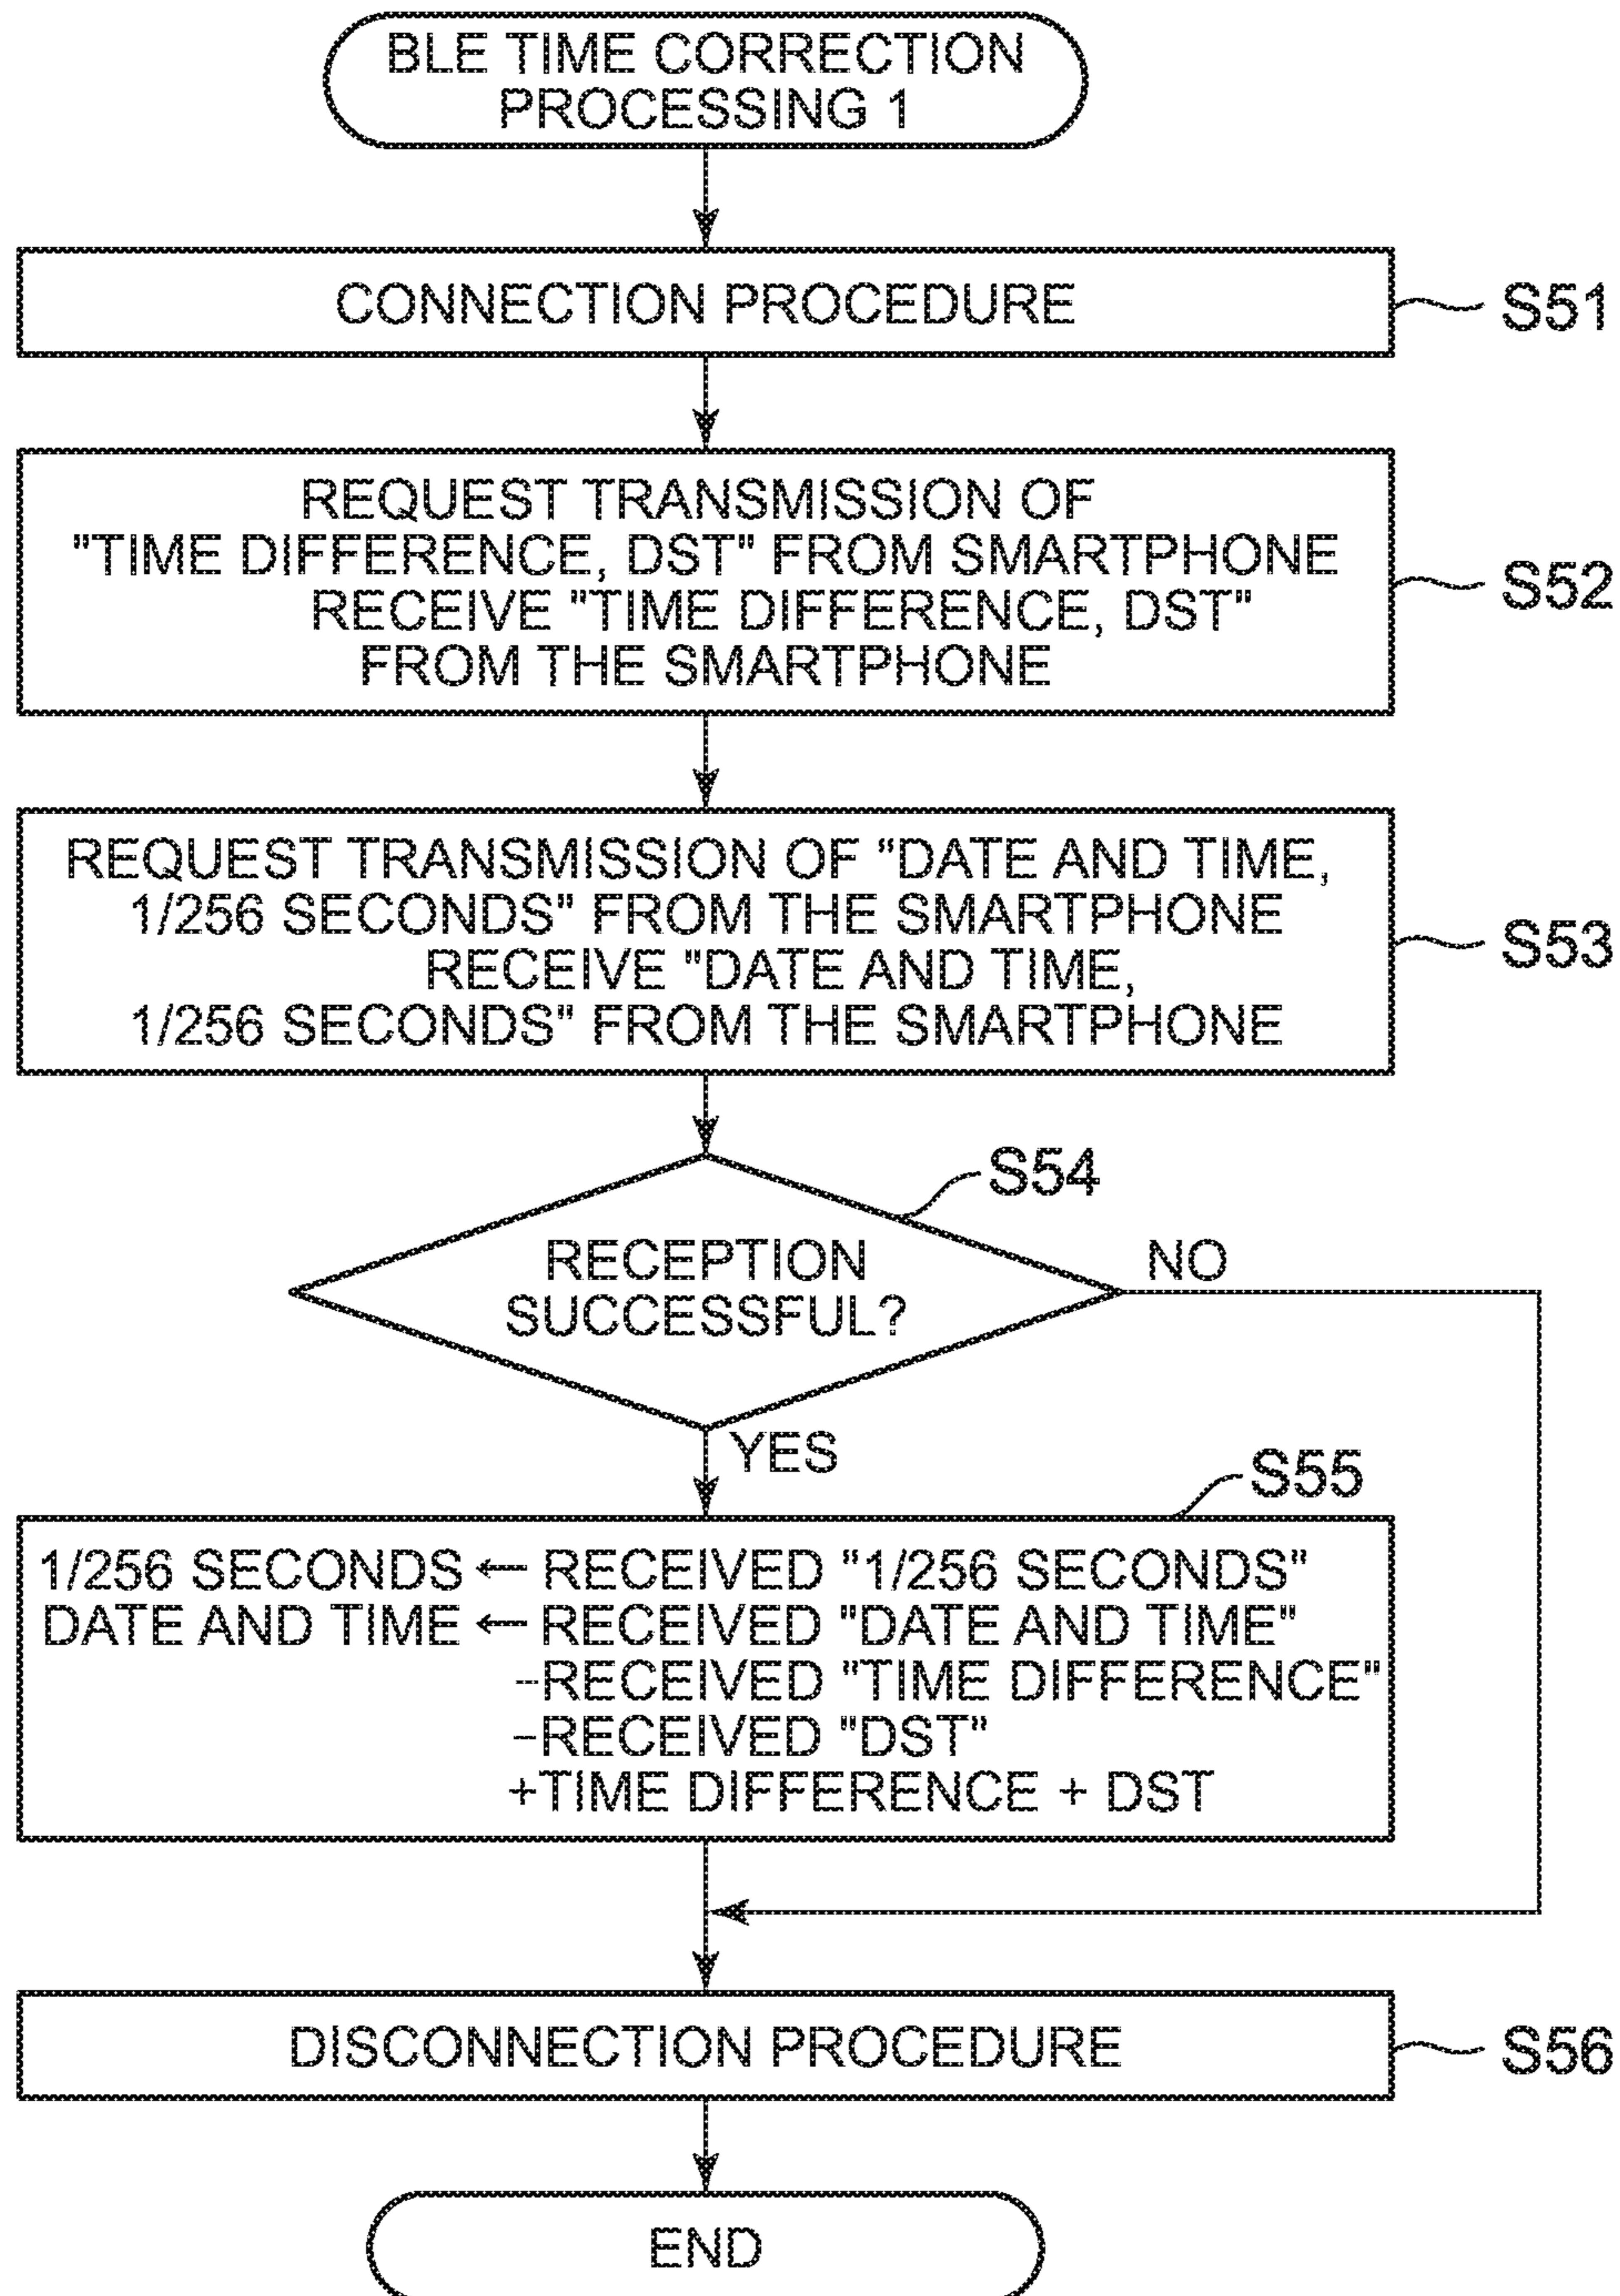 BLE TIME CORRECTION
PROCESSING 1
CONNECTION PROCEDURE
S51
REQUEST TRANSMISSION OF
"TIME DIFFERENCE, DST" FROM SMARTPHONE
RECEIVE "TIME DIFFERENCE, DST"
FROM THE SMARTPHONE
S52
REQUEST TRANSMISSION OF "DATE AND TIME,
1/256 SECONDS" FROM THE SMARTPHONE
RECEIVE "DATE AND TIME,
1/256 SECONDS" FROM THE SMARTPHONE
S53
S54
RECEPTION
SUCCESSFUL?
NO
YES
S55
1/256 SECONDS ← RECEIVED "1/256 SECONDS"
DATE AND TIME ← RECEIVED "DATE AND TIME"
−RECEIVED "TIME DIFFERENCE"
−RECEIVED "DST"
+TIME DIFFERENCE + DST
DISCONNECTION PROCEDURE
S56
END